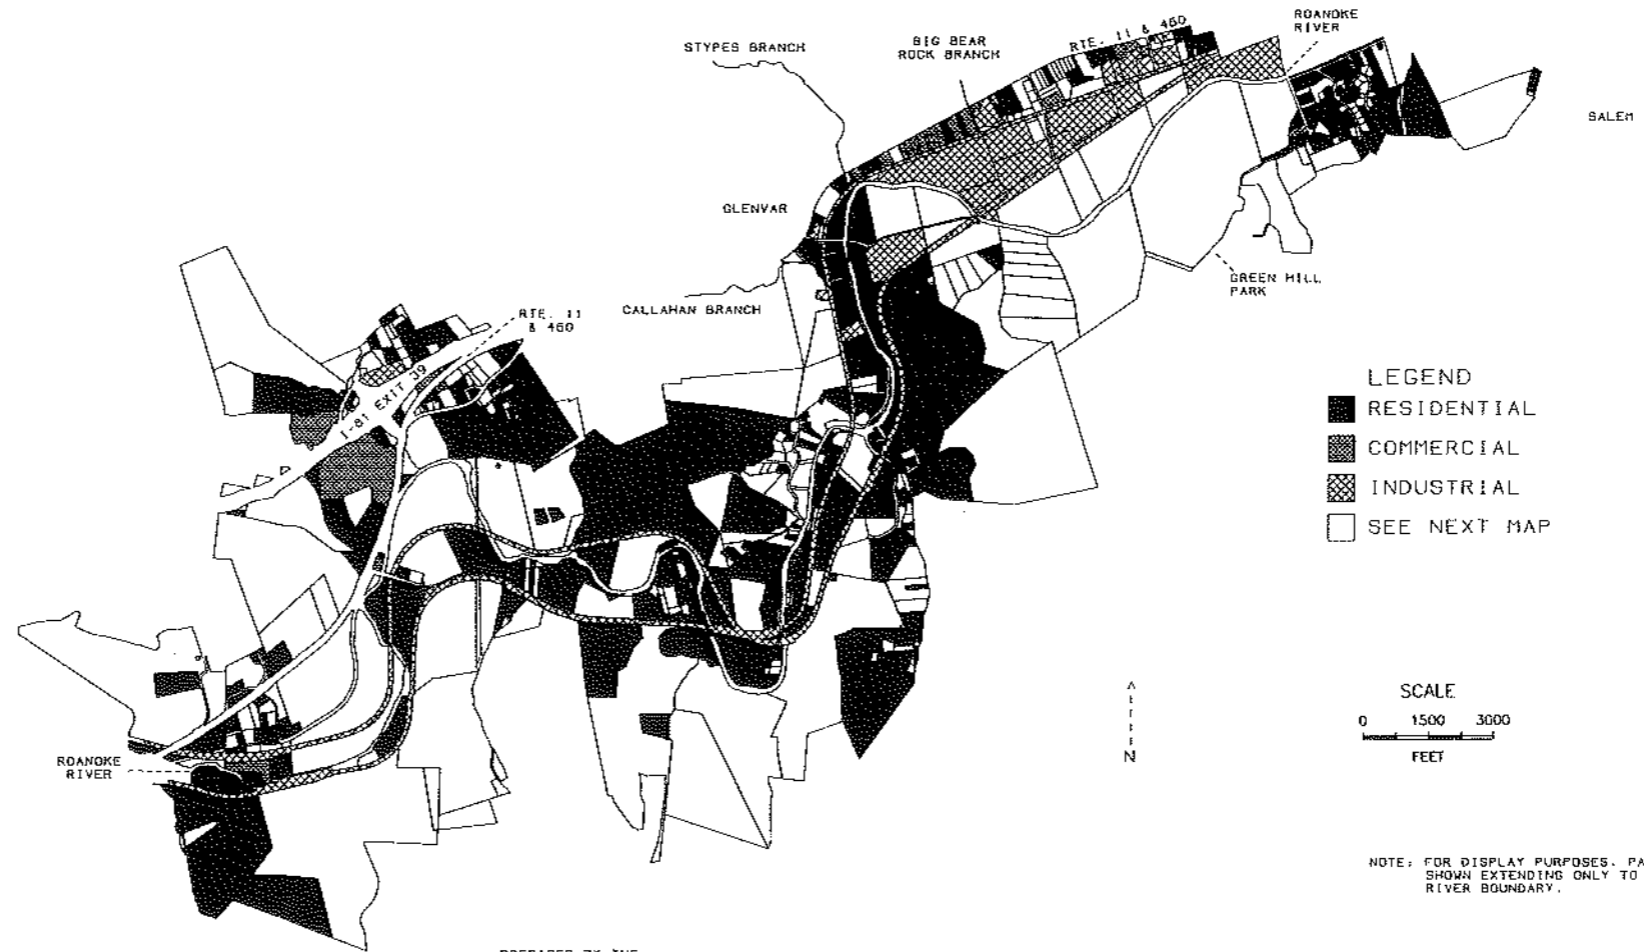 ROANOKE
RIVER
RTE. 11 & 460
BIG BEAR
ROCK BRANCH
STYPES BRANCH
SALEM
GLENVAR
GREEN HILL
PARK
CALLAHAN BRANCH
RTE. 11
& 460
I-81 EXIT 39
LEGEND
RESIDENTIAL
COMMERCIAL
INDUSTRIAL
SEE NEXT MAP
SCALE
0 1500 3000
FEET
N
ROANOKE
RIVER
NOTE: FOR DISPLAY PURPOSES. PA
SHOWN EXTENDING ONLY TO
RIVER BOUNDARY.